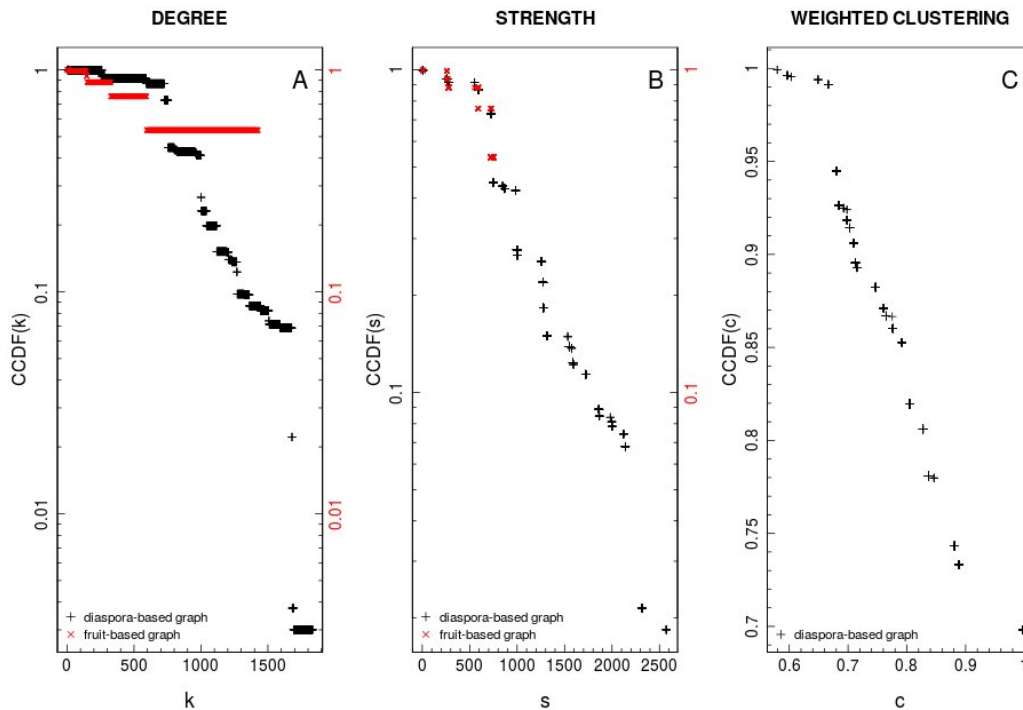 DEGREE
A
1
0.1
0.01
CCDF(k)
1
0.1
0.01
+ diaspora-based graph
× fruit-based graph
0 500 1000 1500
k
STRENGTH
B
1
0.1
CCDF(s)
1
0.1
+ diaspora-based graph
× fruit-based graph
0 500 1000 1500 2000 2500
s
WEIGHTED CLUSTERING
C
1
0.95
0.9
0.85
0.8
0.75
0.7
CCDF(c)
+ diaspora-based graph
0.6 0.7 0.8 0.9 1
c